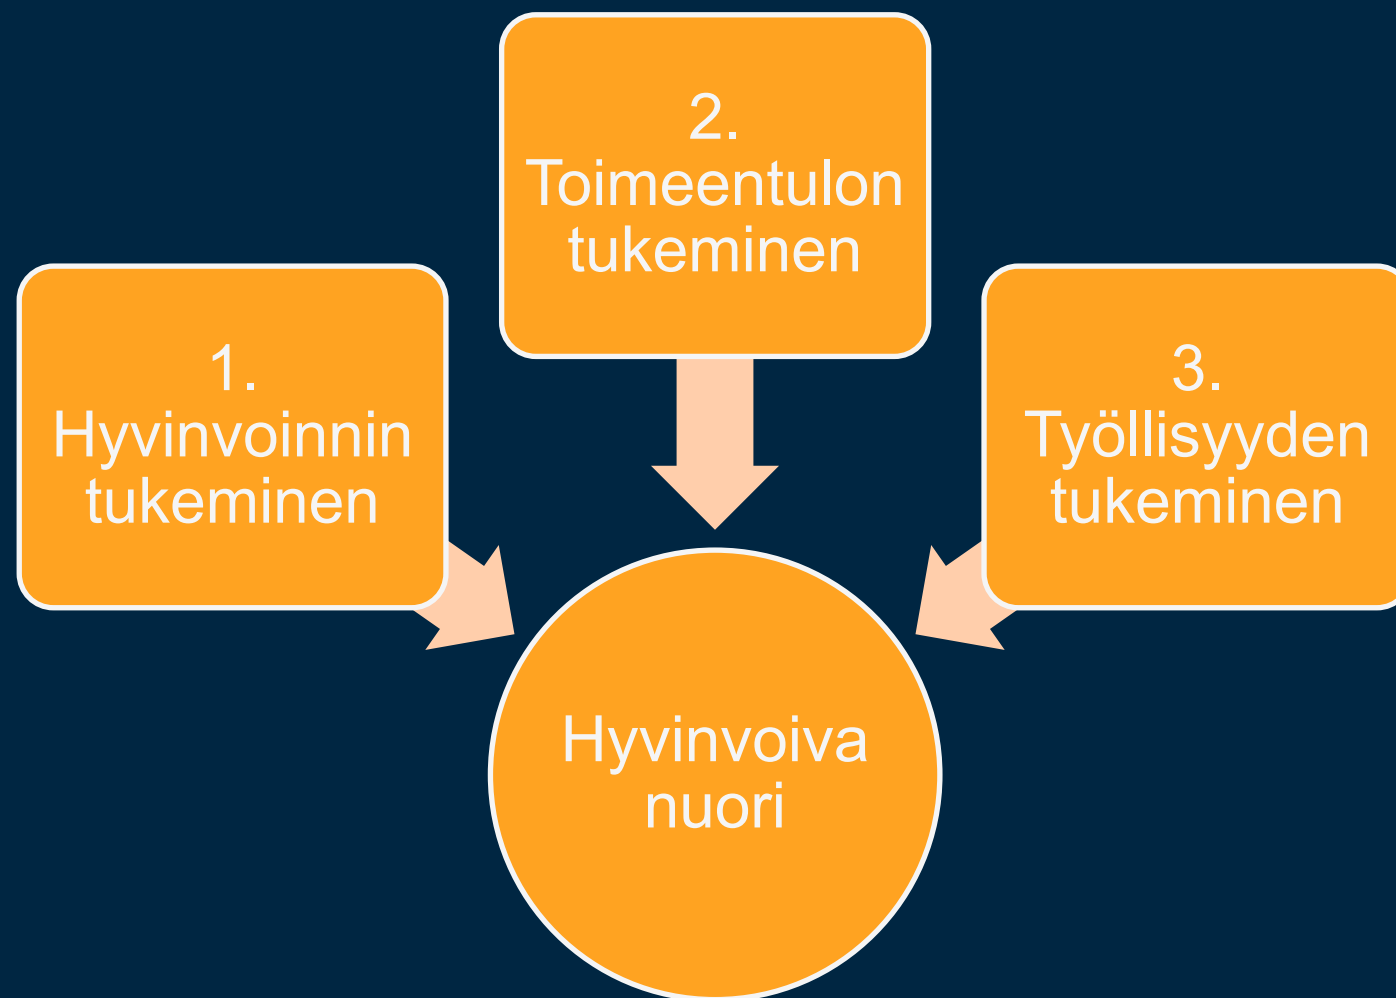 1.
Hyvinvoinnin
tukeminen
2.
Toimeentulon
tukeminen
3.
Työllisyyden
tukeminen
Hyvinvoiva
nuori